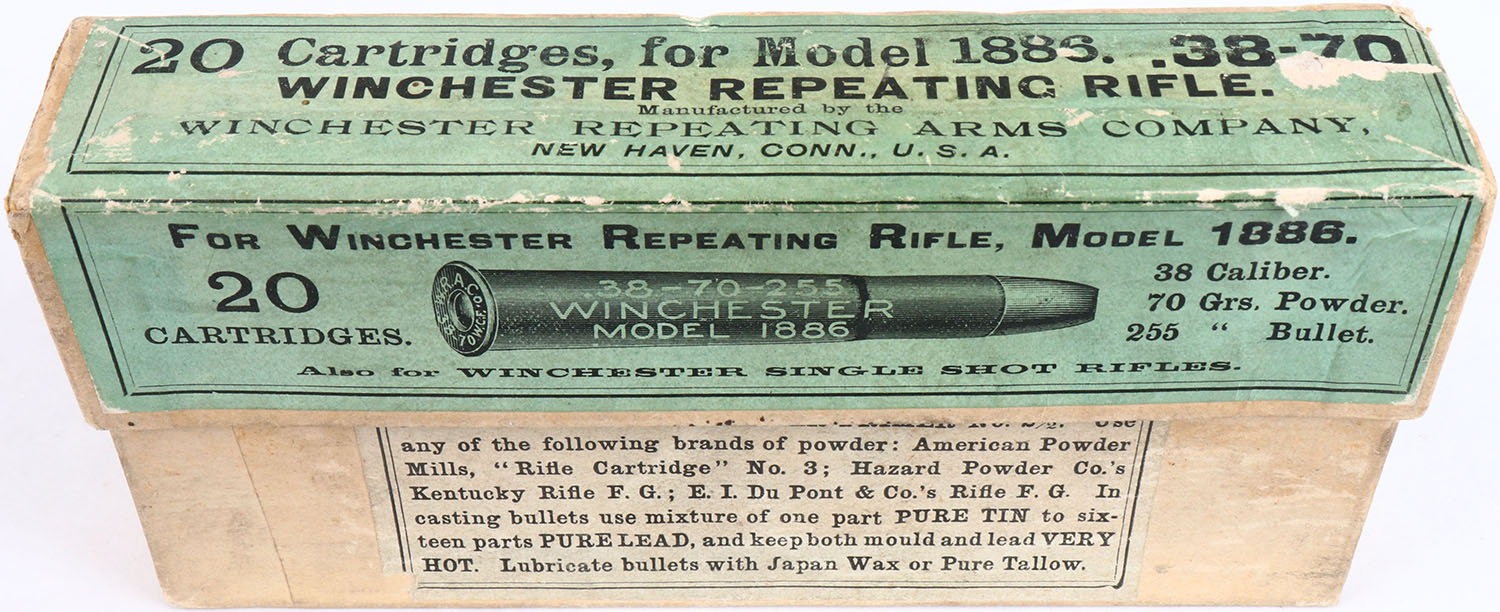 20 Cartridges, for Model 1886. .38-70
WINCHESTER REPEATING RIFLE.
Manufactured by the
WINCHESTER REPEATING ARMS COMPANY,
NEW HAVEN, CONN., U.S.A.
FOR WINCHESTER REPEATING RIFLE, MODEL 1886.
20
CARTRIDGES.
W.R.A.Co.
38-70 W.C.F.
38-70-255
WINCHESTER
MODEL 1886
38 Caliber.
70 Grs. Powder.
255 " Bullet.
Also for WINCHESTER SINGLE SHOT RIFLES.
Use
any of the following brands of powder: American Powder
Mills, "Rifle Cartridge" No. 3; Hazard Powder Co.'s
Kentucky Rifle F. G.; E. I. Du Pont & Co.'s Rifle F. G. In
casting bullets use mixture of one part PURE TIN to six-
teen parts PURE LEAD, and keep both mould and lead VERY
HOT. Lubricate bullets with Japan Wax or Pure Tallow.